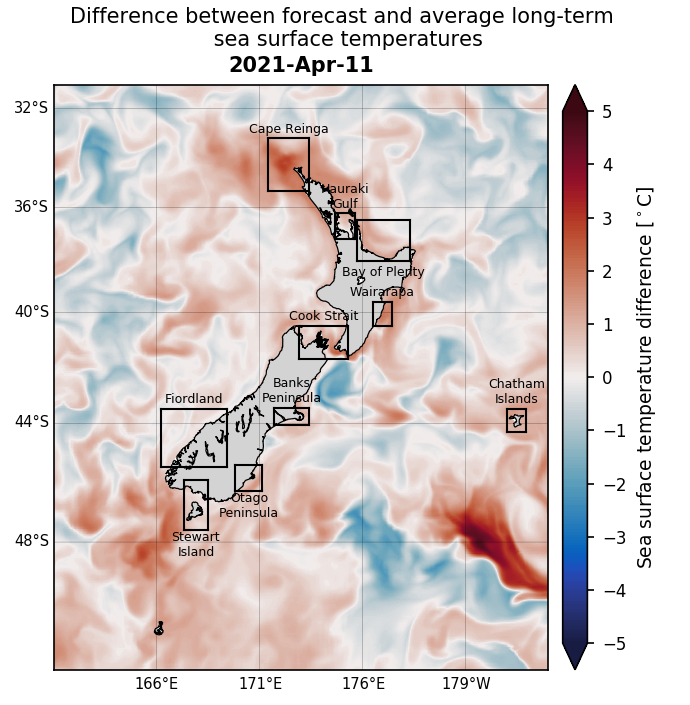 Difference between forecast and average long-term
sea surface temperatures
2021-Apr-11
32°S
36°S
40°S
44°S
48°S
Cape Reinga
Hauraki
Gulf
Bay of Plenty
Wairarapa
Cook Strait
Banks
Peninsula
Chatham
Islands
Fiordland
Otago
Peninsula
Stewart
Island
166°E
171°E
176°E
179°W
5
4
3
2
1
0
−1
−2
−3
−4
−5
Sea surface temperature difference [°C]